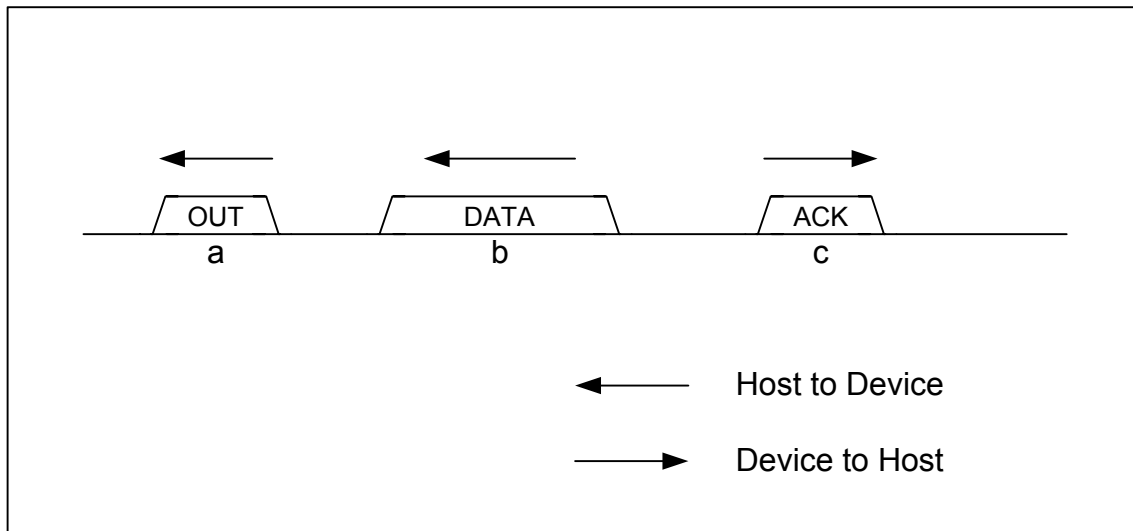 OUT DATA ACK
a b c
Host to Device
Device to Host